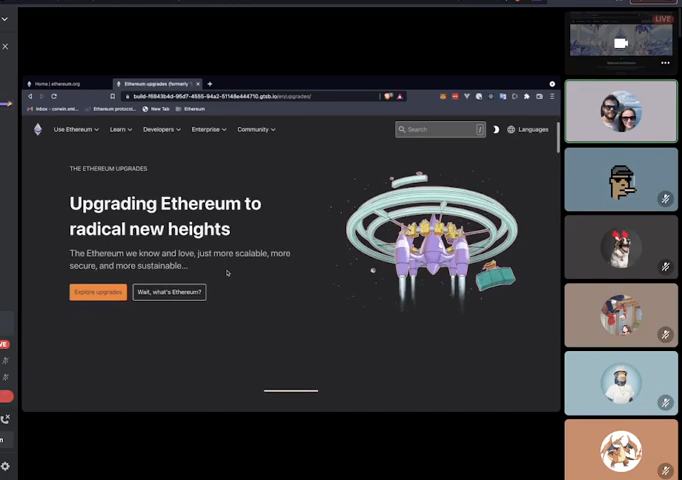 LIVE
Home | ethereum.org
Ethereum upgrades (formerly
build-f6843b4d-95d7-4555-94a2-51148e444710.gtsb.io/en/upgrades/
Inbox - corwin.smi...
Ethereum protocol...
New Tab
Ethereum
Use Ethereum
Learn
Developers
Enterprise
Community
Search
/
Languages
THE ETHEREUM UPGRADES
Upgrading Ethereum to
radical new heights
The Ethereum we know and love, just more scalable, more
secure, and more sustainable...
Explore upgrades
Wait, what's Ethereum?